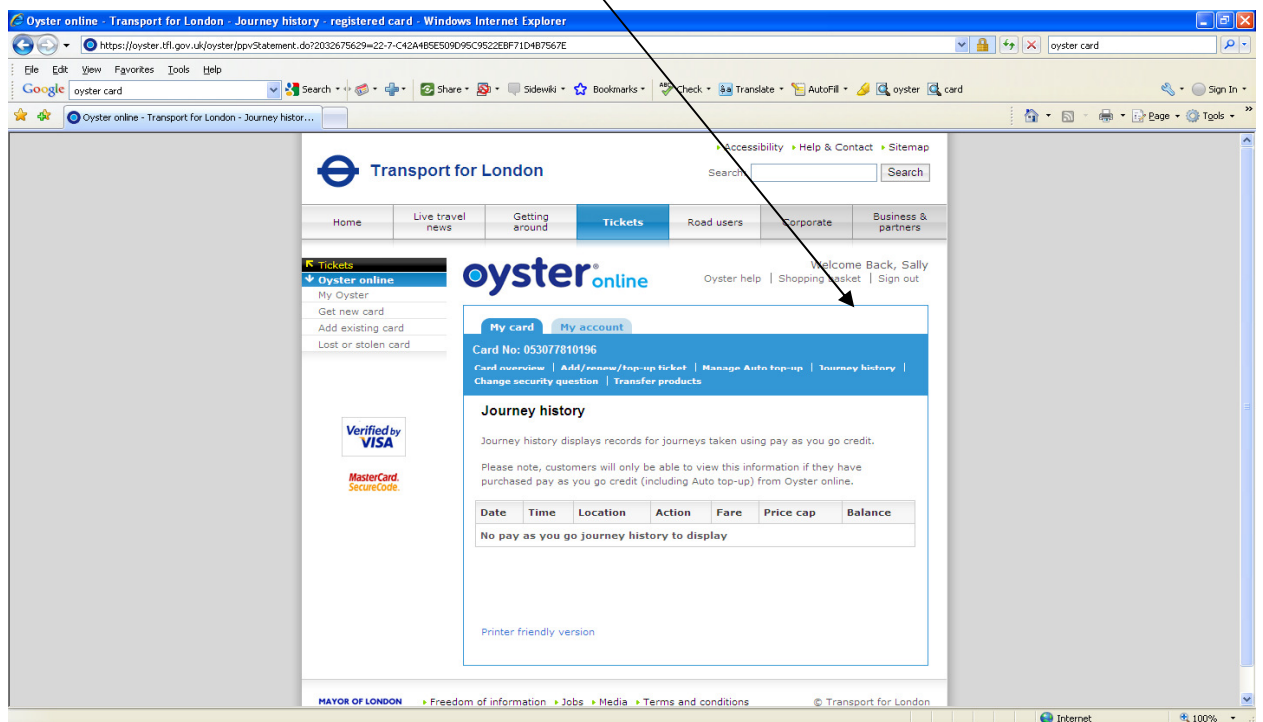 Oyster online - Transport for London - Journey history - registered card - Windows Internet Explorer
https://oyster.tfl.gov.uk/oyster/ppvStatement.do?2032675629=22-7-C42A4B5E509D95C9522EBF71D4B7567E
oyster card
File Edit View Favorites Tools Help
Google oyster card Search Share Sidewiki Bookmarks Check Translate AutoFill oyster card Sign In
Oyster online - Transport for London - Journey histor... Page Tools
Accessibility Help & Contact Sitemap
Transport for London
Search: Search
Home
Live travel news
Getting around
Tickets
Road users
Corporate
Business & partners
Tickets
Oyster online
My Oyster
Get new card
Add existing card
Lost or stolen card
oyster online
Welcome Back, Sally
Oyster help | Shopping basket | Sign out
My card My account
Card No: 053077810196
Card overview | Add/renew/top-up ticket | Manage Auto top-up | Journey history |
Change security question | Transfer products
Verified by
VISA
MasterCard.
SecureCode.
Journey history
Journey history displays records for journeys taken using pay as you go credit.
Please note, customers will only be able to view this information if they have
purchased pay as you go credit (including Auto top-up) from Oyster online.
Date Time Location Action Fare Price cap Balance
No pay as you go journey history to display
Printer friendly version
MAYOR OF LONDON Freedom of information Jobs Media Terms and conditions © Transport for London
Internet 100%